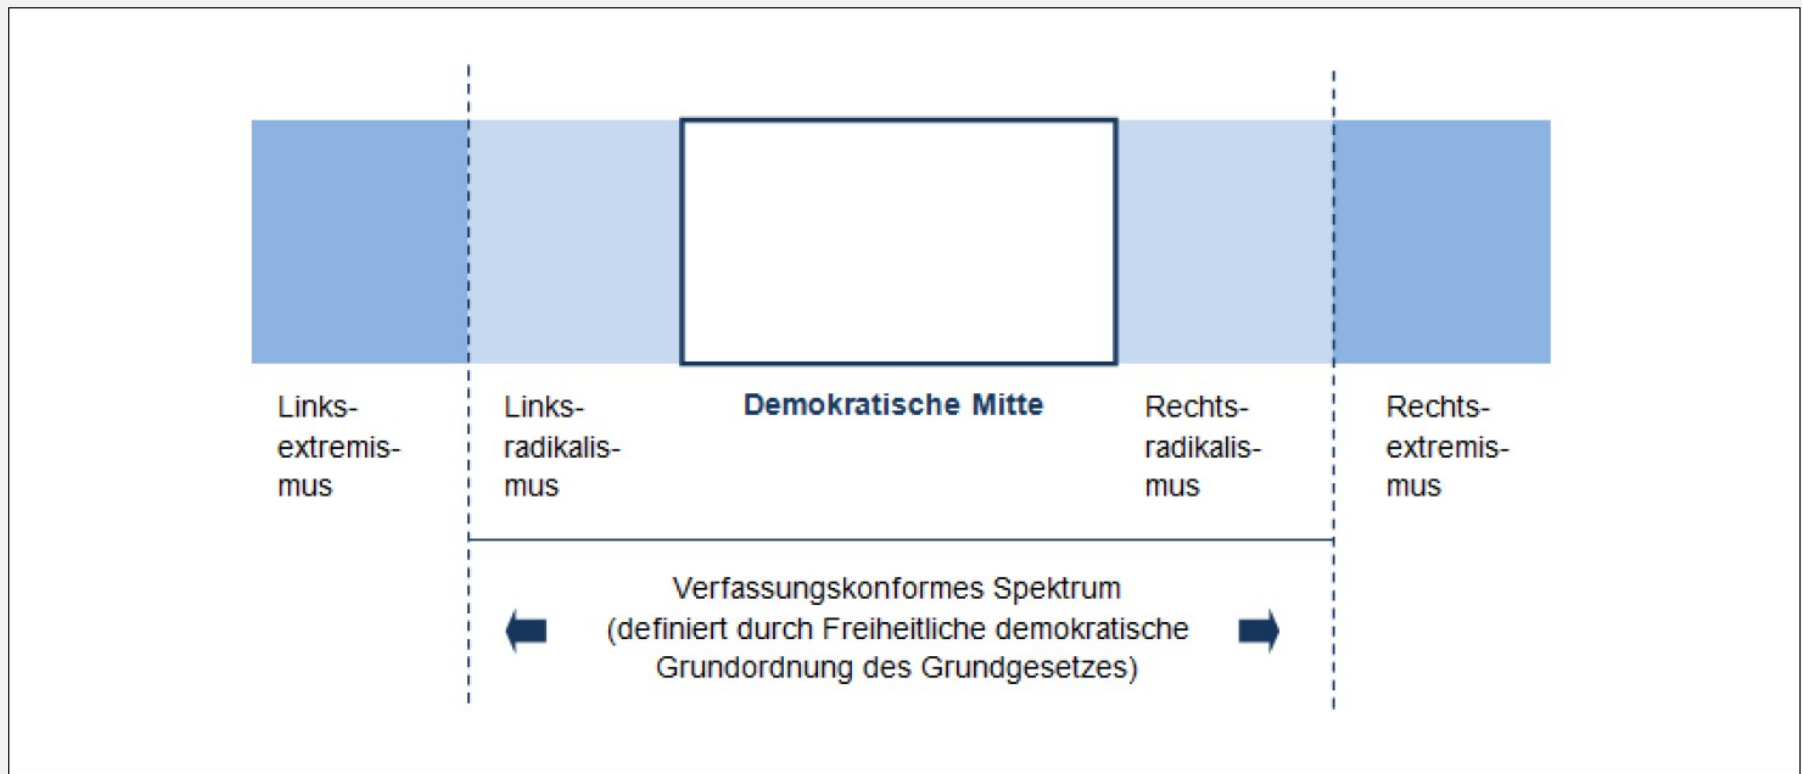 Links-
extremis-
mus
Links-
radikalis-
mus
Demokratische Mitte
Rechts-
radikalis-
mus
Rechts-
extremis-
mus
Verfassungskonformes Spektrum
(definiert durch Freiheitliche demokratische
Grundordnung des Grundgesetzes)